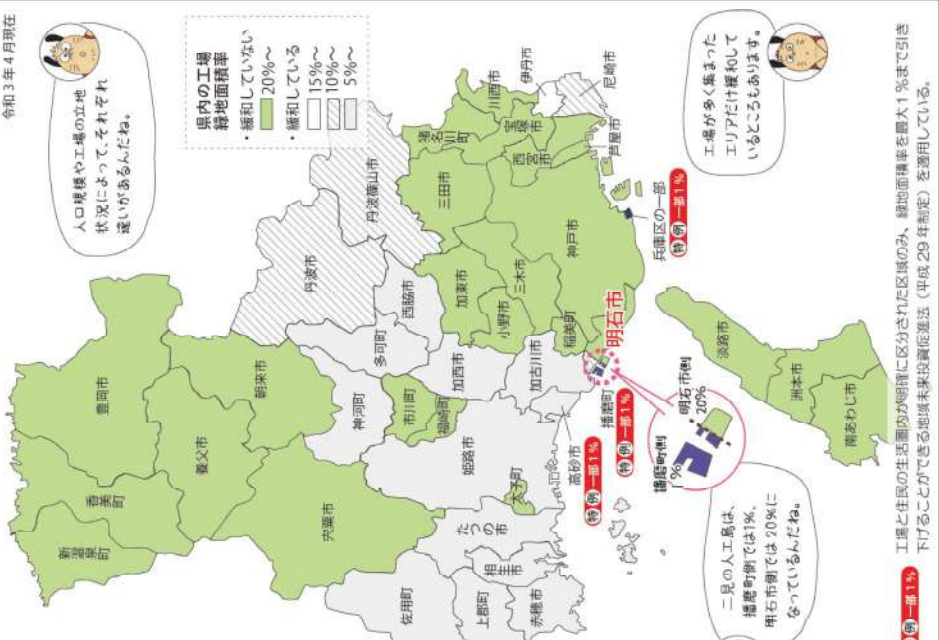 令和3年4月現在
人口規模や工場の立地
状況によって、それぞれ
違いがあるんだね。
県内の工場
緑地面積率
・緩和していない
20%~
・緩和している
15%~
10%~
5%~
新温泉町
香美町
豊岡市
養父市
朝来市
宍粟市
神河町
多可町
丹波市
丹波篠山市
西脇市
市川町
福崎町
加西市
加東市
三田市
猪名川町
川西市
伊丹市
宝塚市
西宮市
尼崎市
芦屋市
佐用町
上郡町
赤穂市
相生市
たつの市
太子町
姫路市
高砂市
特例一部1%
加古川市
播磨町
特例一部1%
稲美町
小野市
三木市
神戸市
明石市
兵庫区の一部
特例一部1%
淡路市
洲本市
南あわじ市
播磨町側
1%
明石市側
20%
二見の人工島は、
播磨町側では1%、
明石市側では20%に
なっているんだね。
工場が多く集まった
エリアだけ緩和して
いるところもあります。
例一部1%
工場と住民の生活圏内が明確に区分された区域のみ、緑地面積率を最大1%まで引き
下げることができる地域未来投資促進法(平成29年制定)を適用している。